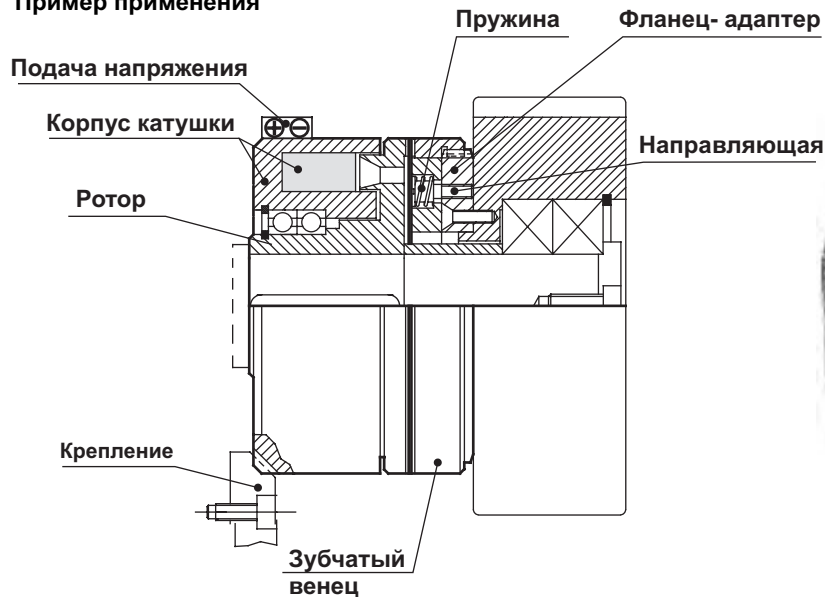 Пример применения
Пружина
Фланец- адаптер
Подача напряжения
Корпус катушки
Направляющая
Ротор
Крепление
Зубчатый
венец